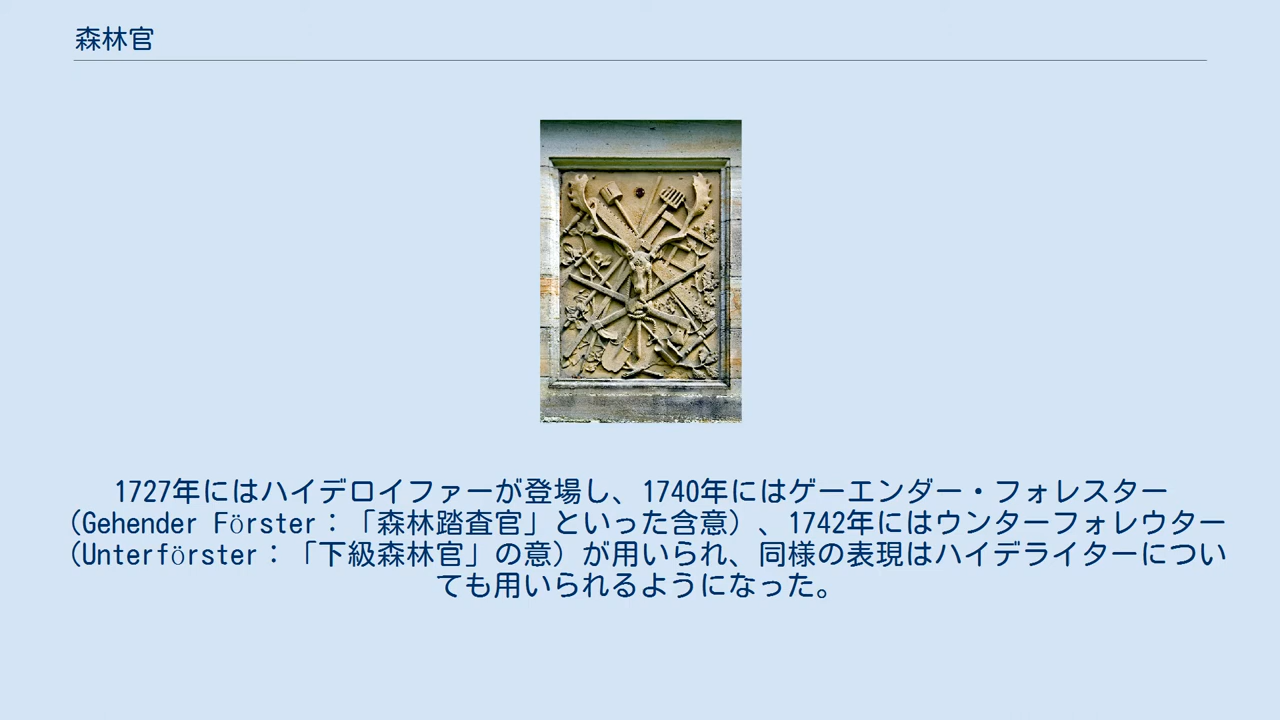 森林官
1727年にはハイデロイファーが登場し、1740年にはゲーエンダー・フォレスター
(Gehender Förster：「森林踏査官」といった含意）、1742年にはウンターフォレウター
(Unterförster：「下級森林官」の意）が用いられ、同様の表現はハイデライターについ
ても用いられるようになった。